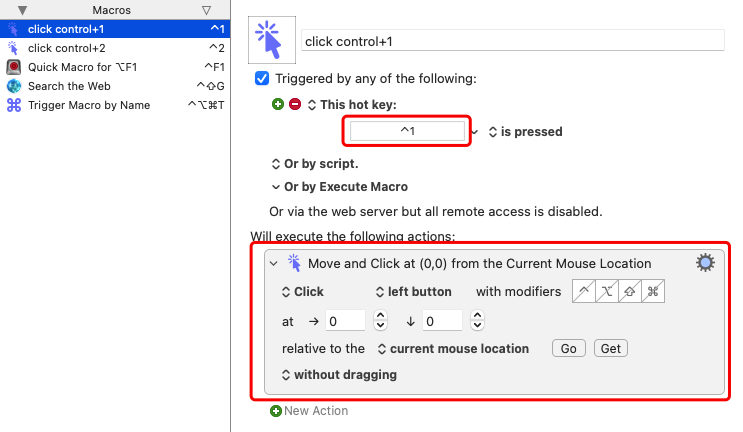 Macros
click control+1 ^1
click control+2 ^2
Quick Macro for ⌥F1 ^F1
Search the Web ^⇧G
Trigger Macro by Name ^⌥⌘T
click control+1
Triggered by any of the following:
This hot key:
^1 is pressed
Or by script.
Or by Execute Macro
Or via the web server but all remote access is disabled.
Will execute the following actions:
Move and Click at (0,0) from the Current Mouse Location
Click left button with modifiers ^ ⌥ ⇧ ⌘
at → 0 ↓ 0
relative to the current mouse location Go Get
without dragging
New Action